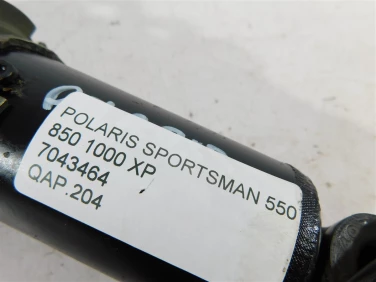 POLARIS SPORTSMAN 550
850 1000 XP
7043464
QAP.204